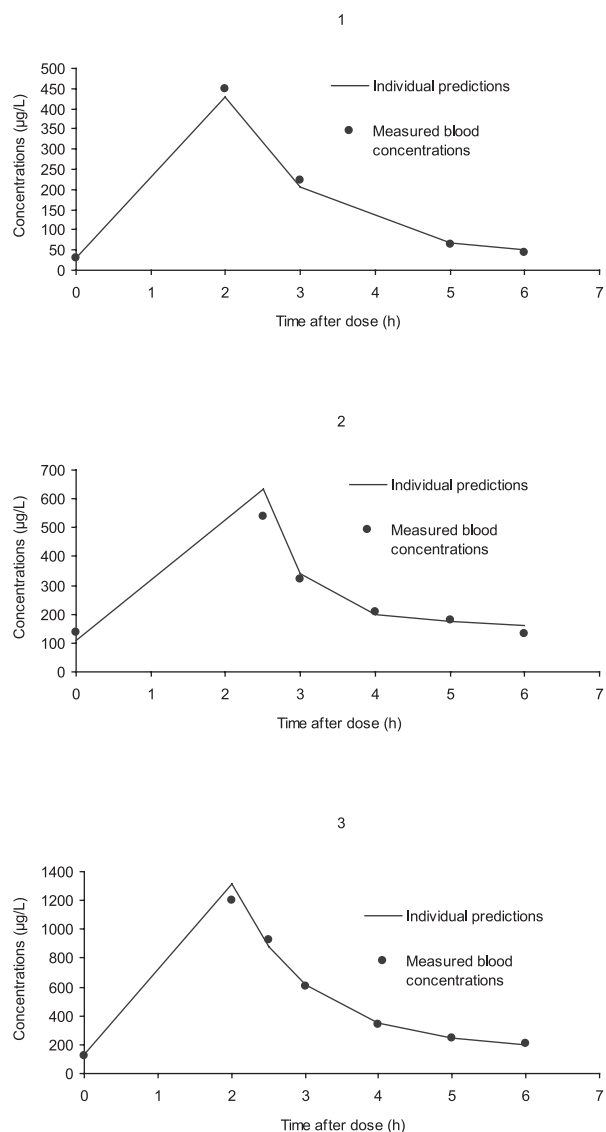 1
500
450
400
350
300
250
200
150
100
50
0
Concentrations (µg/L)
Individual predictions
Measured blood
concentrations
0 1 2 3 4 5 6 7
Time after dose (h)
2
700
600
500
400
300
200
100
0
Concentrations (µg/L)
Individual predictions
Measured blood
concentrations
0 1 2 3 4 5 6 7
Time after dose (h)
3
1400
1200
1000
800
600
400
200
0
Concentrations (µg/L)
Individual predictions
Measured blood
concentrations
0 1 2 3 4 5 6 7
Time after dose (h)